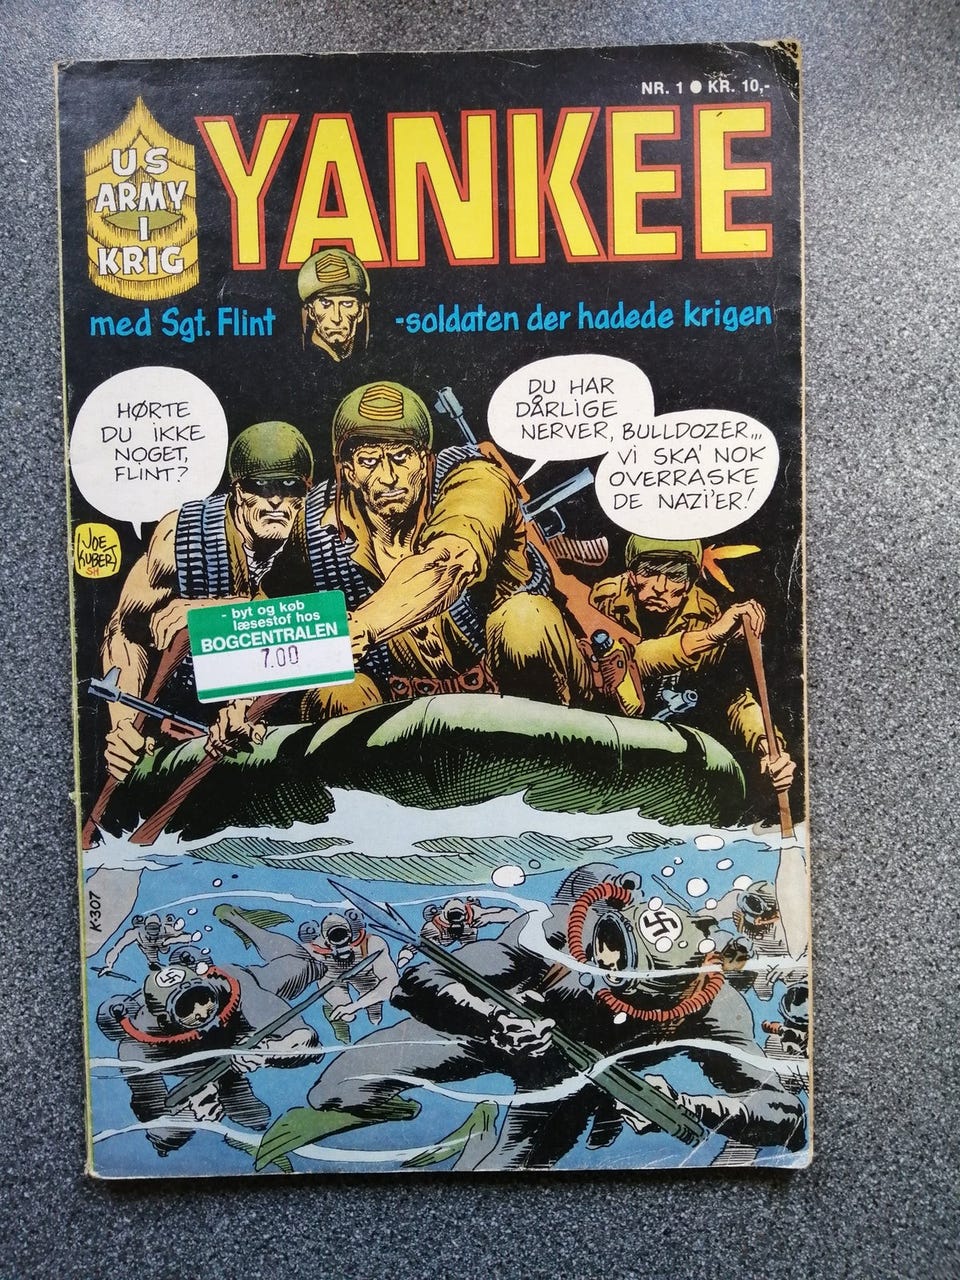 NR. 1 ● KR. 10,-
US
ARMY
I
KRIG
YANKEE
med Sgt. Flint
-soldaten der hadede krigen
HØRTE
DU IKKE
NOGET,
FLINT?
DU HAR
DÅRLIGE
NERVER, BULLDOZER...
VI SKA' NOK
OVERRASKE
DE NAZI'ER!
JOE
KUBERT
SH
- byt og køb
læsestof hos
BOGCENTRALEN
7.00
K-307